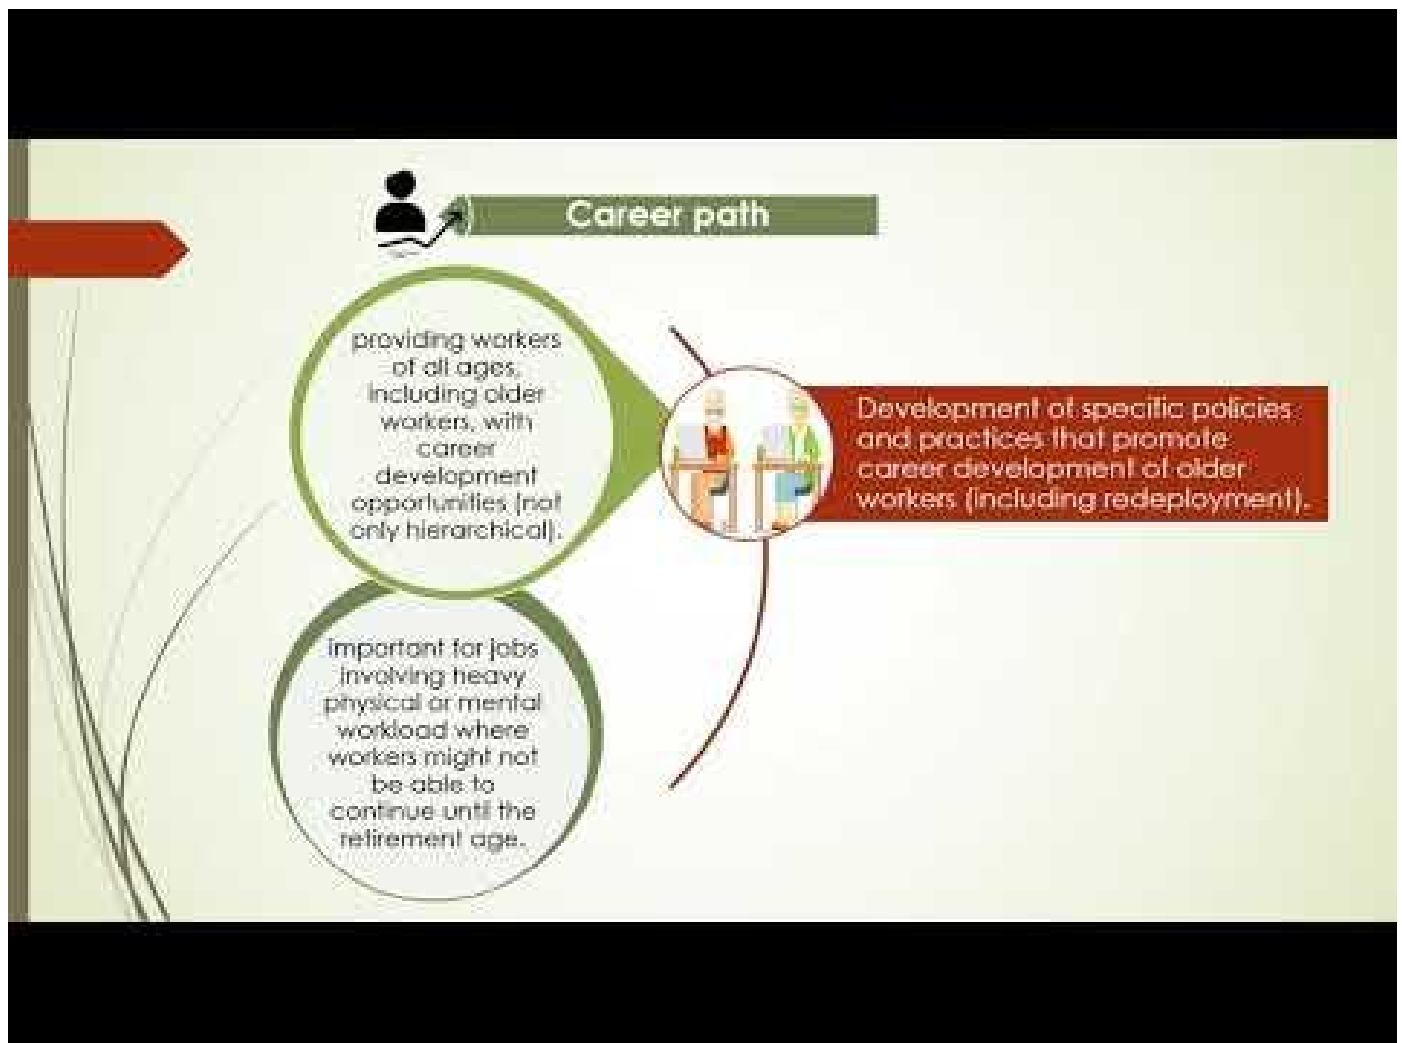 Career path
providing workers
of all ages,
including older
workers, with
career
development
opportunities (not
only hierarchical).
important for jobs
involving heavy
physical or mental
workload where
workers might not
be able to
continue until the
retirement age.
Development of specific policies
and practices that promote
career development of older
workers (including redeployment).